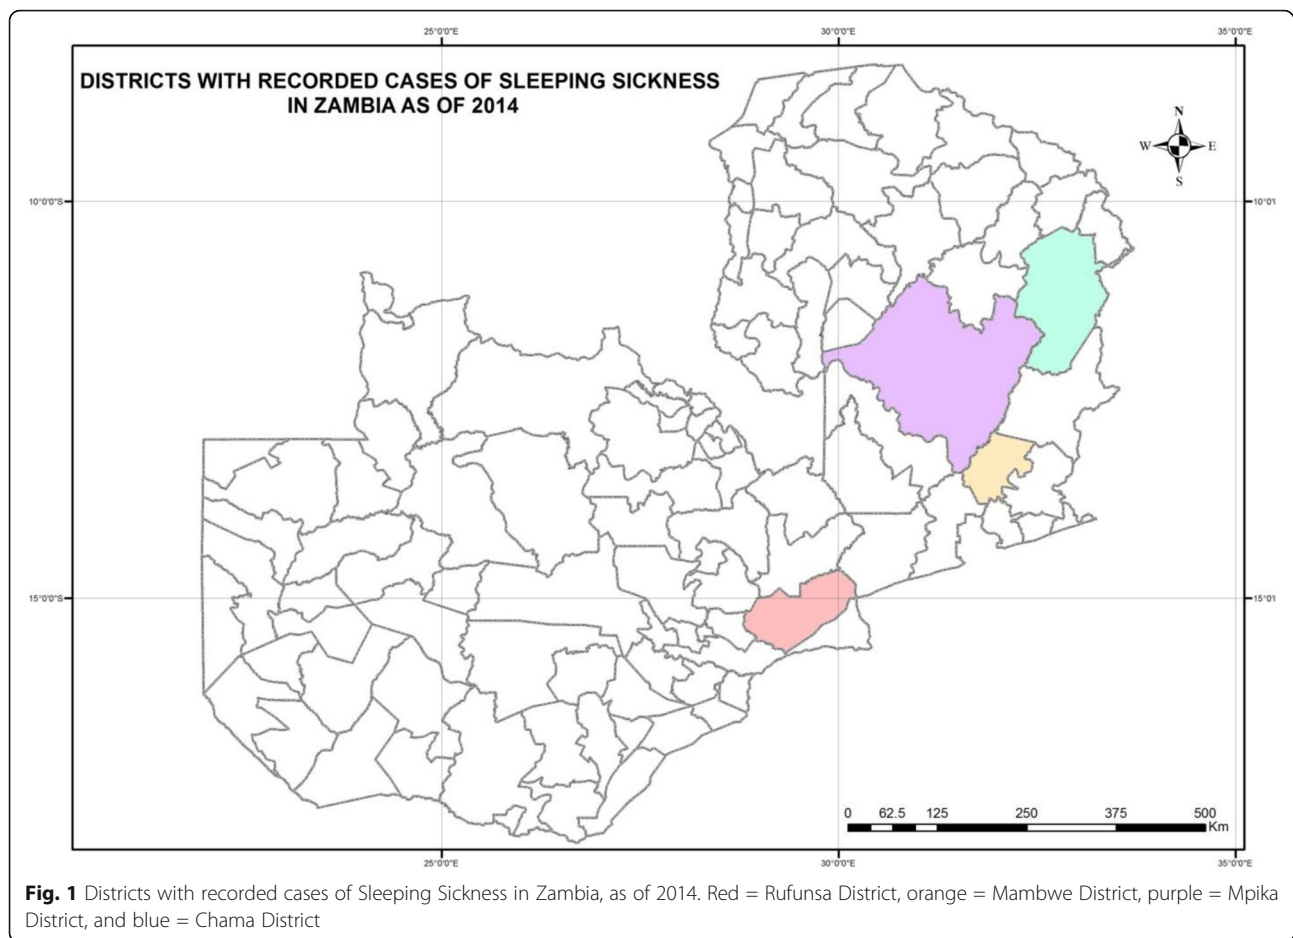 25°0'0"E 30°0'0"E 35°0'0"E
DISTRICTS WITH RECORDED CASES OF SLEEPING SICKNESS
IN ZAMBIA AS OF 2014
N
W E
S
10°0'0"S 10°0'0
15°0'0"S 15°0'0
0 62.5 125 250 375 500
Km
25°0'0"E 30°0'0"E 35°0'0"E
Fig. 1 Districts with recorded cases of Sleeping Sickness in Zambia, as of 2014. Red = Rufunsa District, orange = Mambwe District, purple = Mpika
District, and blue = Chama District